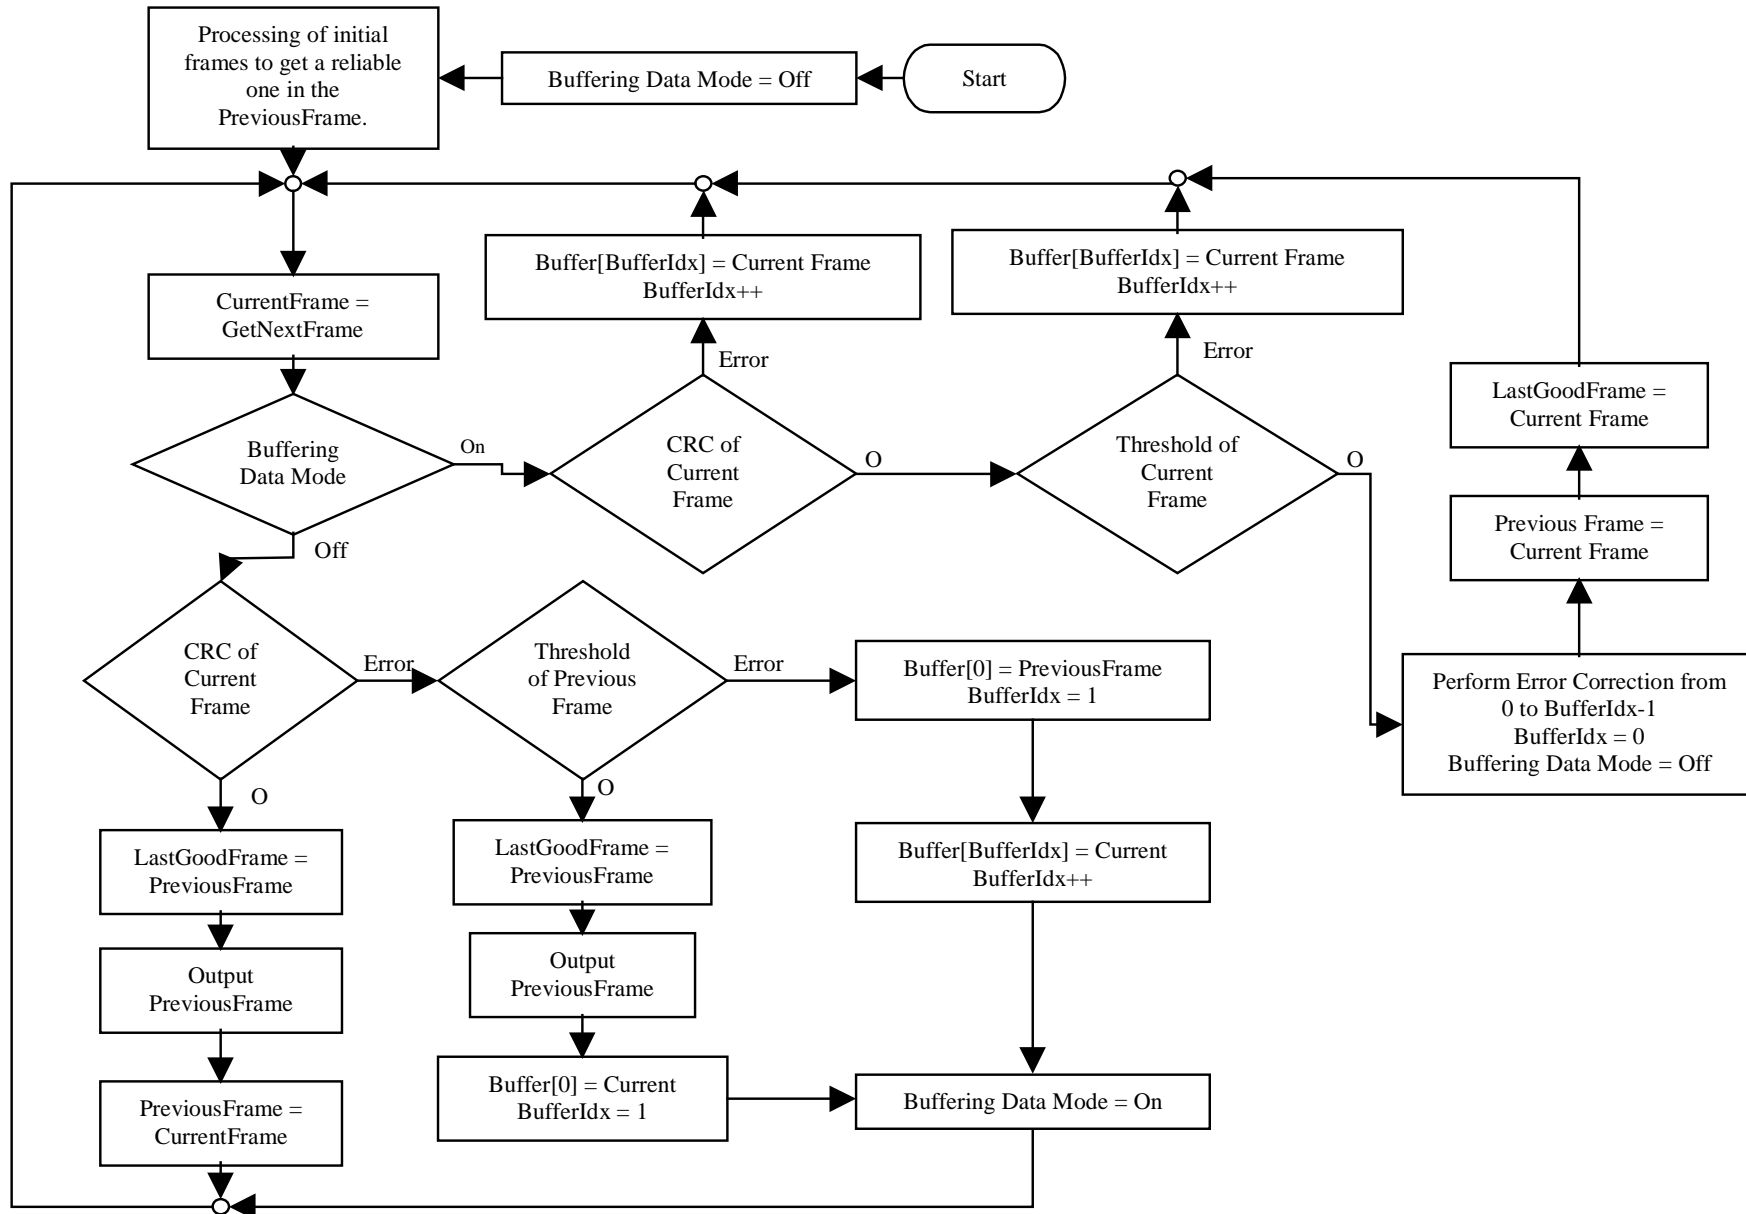 Processing of initial
frames to get a reliable
one in the
PreviousFrame.
Buffering Data Mode = Off
Start
Buffer[BufferIdx] = Current Frame
BufferIdx++
Buffer[BufferIdx] = Current Frame
BufferIdx++
CurrentFrame =
GetNextFrame
Error
Error
LastGoodFrame =
Current Frame
Buffering
Data Mode
On
CRC of
Current
Frame
O
Threshold of
Current
Frame
O
Previous Frame =
Current Frame
Off
CRC of
Current
Frame
Error
Threshold
of Previous
Frame
Error
Buffer[0] = PreviousFrame
BufferIdx = 1
Perform Error Correction from
0 to BufferIdx-1
BufferIdx = 0
Buffering Data Mode = Off
O
O
LastGoodFrame =
PreviousFrame
LastGoodFrame =
PreviousFrame
Buffer[BufferIdx] = Current
BufferIdx++
Output
PreviousFrame
Output
PreviousFrame
PreviousFrame =
CurrentFrame
Buffer[0] = Current
BufferIdx = 1
Buffering Data Mode = On